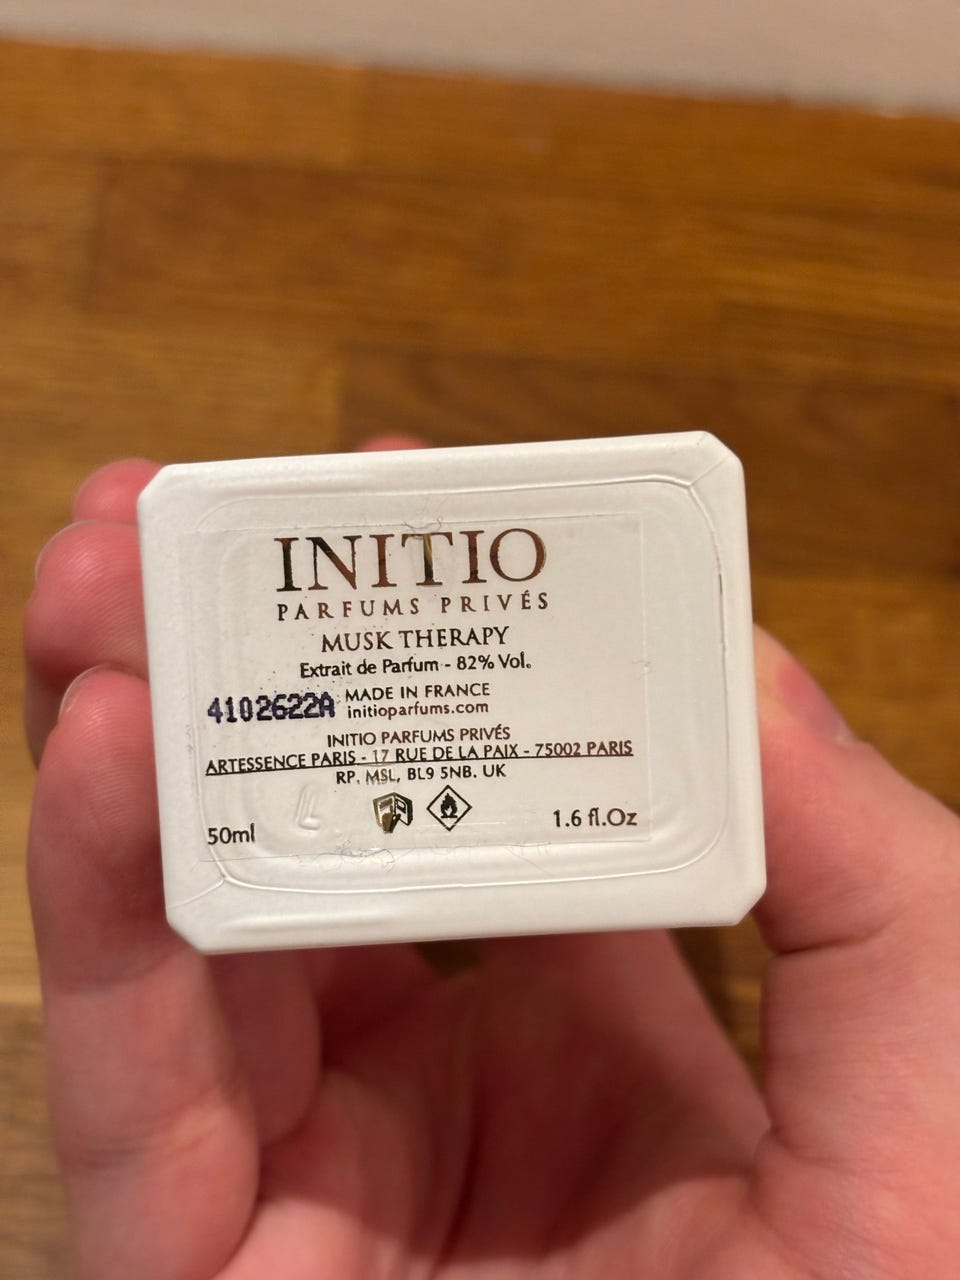 INITIO
PARFUMS PRIVÉS
MUSK THERAPY
Extrait de Parfum - 82% Vol.
4102622A
MADE IN FRANCE
initioparfums.com
INITIO PARFUMS PRIVÉS
ARTESSENCE PARIS - 17 RUE DE LA PAIX - 75002 PARIS
RP. MSL, BL9 5NB. UK
50ml
1.6 fl.Oz